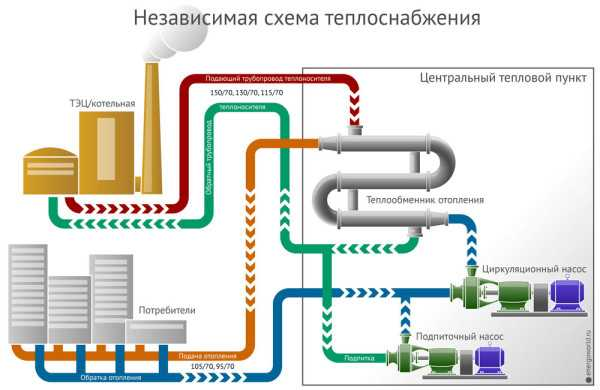 Независимая схема теплоснабжения
Подающий трубопровод теплоносителя
Центральный тепловой пункт
150/70, 130/70, 115/70
ТЭЦ/котельная
теплоносителя
Обратный трубопровод
Теплообменник отопления
Циркуляционный насос
Потребители
Подпиточный насос
Подача отопления
Подпитка
105/70, 95/70
Обратка отопления
energoworld.ru